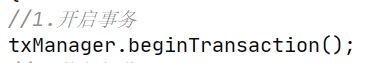 //1.开启事务
txManager.beginTransaction();